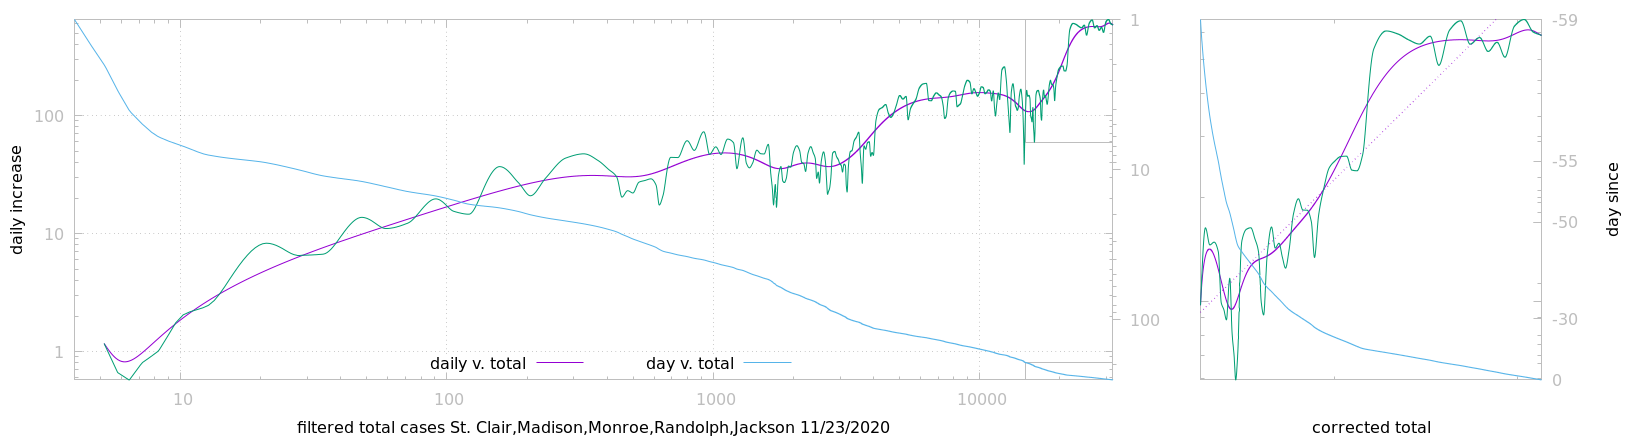 1
-59
100
daily increase
10
-55
10
-50
day since
100
-30
1
daily v. total
day v. total
0
10
100
1000
10000
filtered total cases St. Clair,Madison,Monroe,Randolph,Jackson 11/23/2020
corrected total